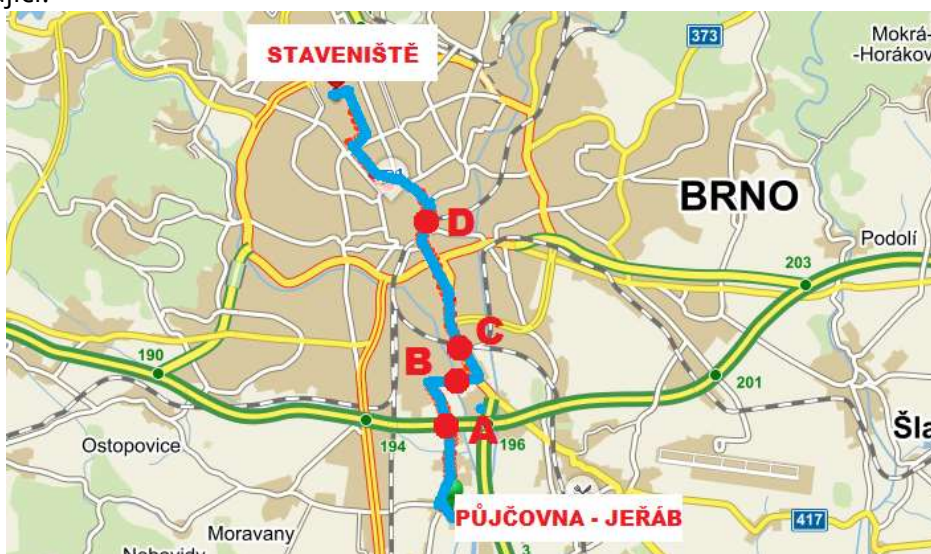 STAVENIŠTĚ
373
Mokrá-
-Horákov
BRNO
D
Podolí
203
C
B
190
201
A
194
196
Ostopovice
Šla
PŮJČOVNA - JEŘÁB
417
Moravany
3